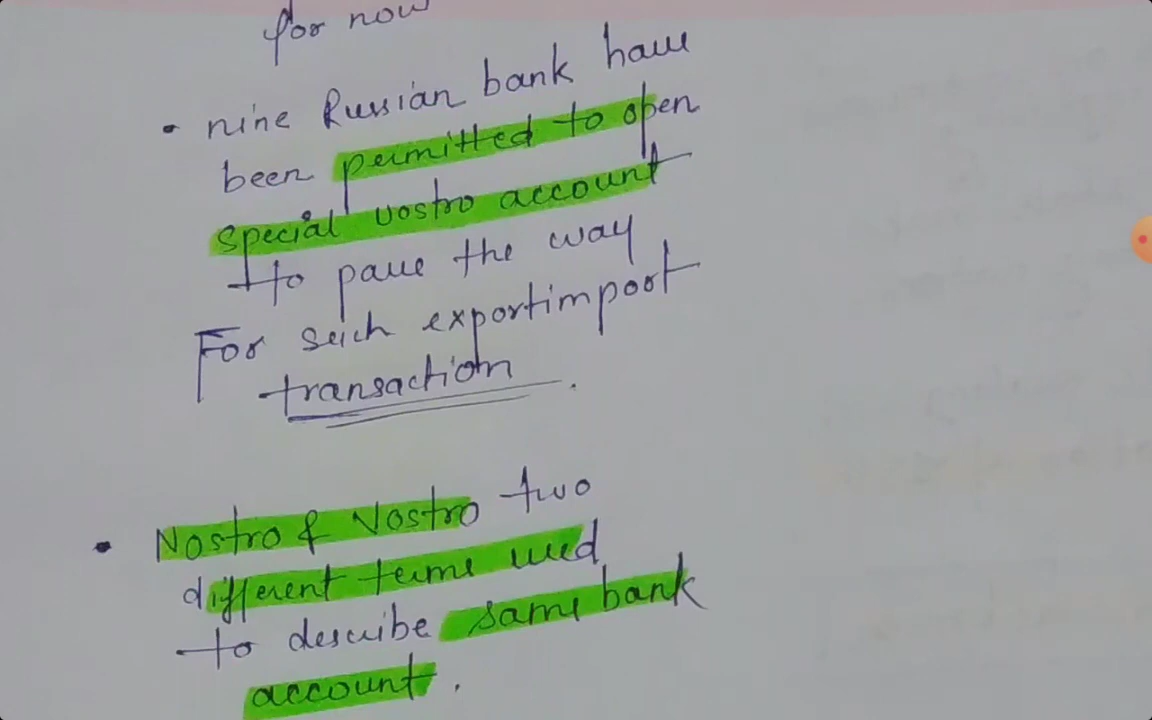 for now
• nine Russian bank have
been permitted to open
special vostro account
to pave the way
For such exportimport
transaction.
• Nostro & Vostro two
different terms used
to describe same bank
account.